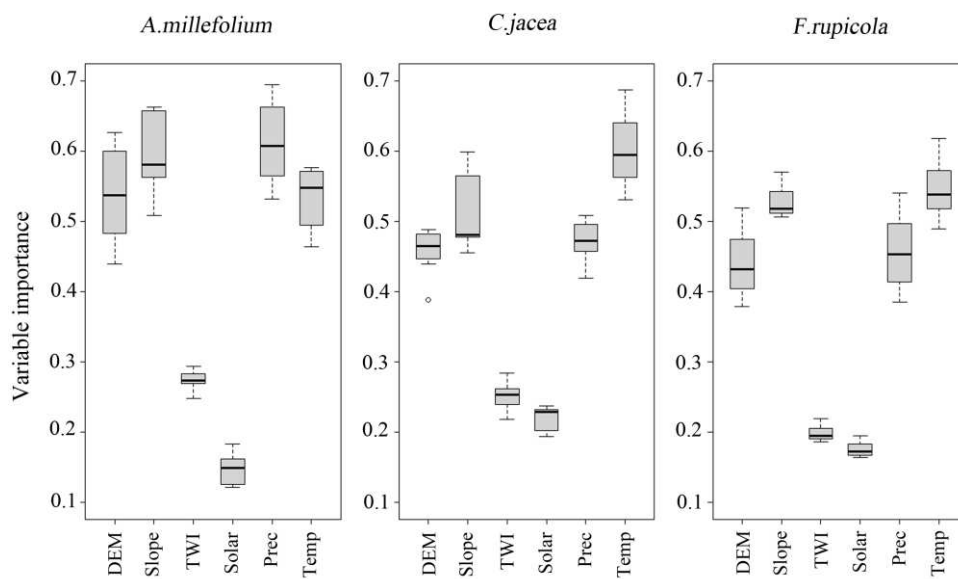 A.millefolium
C.jacea
F.rupicola
Variable importance
0.7
0.6
0.5
0.4
0.3
0.2
0.1
DEM
Slope
TWI
Solar
Prec
Temp
0.7
0.6
0.5
0.4
0.3
0.2
0.1
DEM
Slope
TWI
Solar
Prec
Temp
0.7
0.6
0.5
0.4
0.3
0.2
0.1
DEM
Slope
TWI
Solar
Prec
Temp